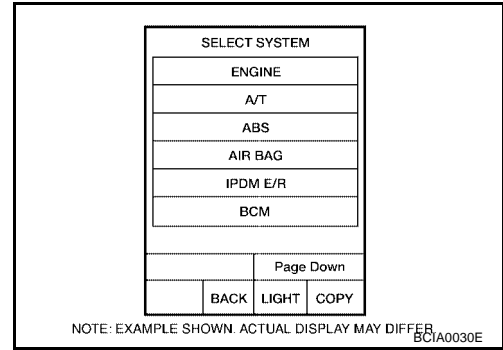 SELECT SYSTEM
ENGINE
A/T
ABS
AIR BAG
IPDM E/R
BCM
Page Down
BACK LIGHT COPY
NOTE: EXAMPLE SHOWN. ACTUAL DISPLAY MAY DIFFER.
BCIA0030E